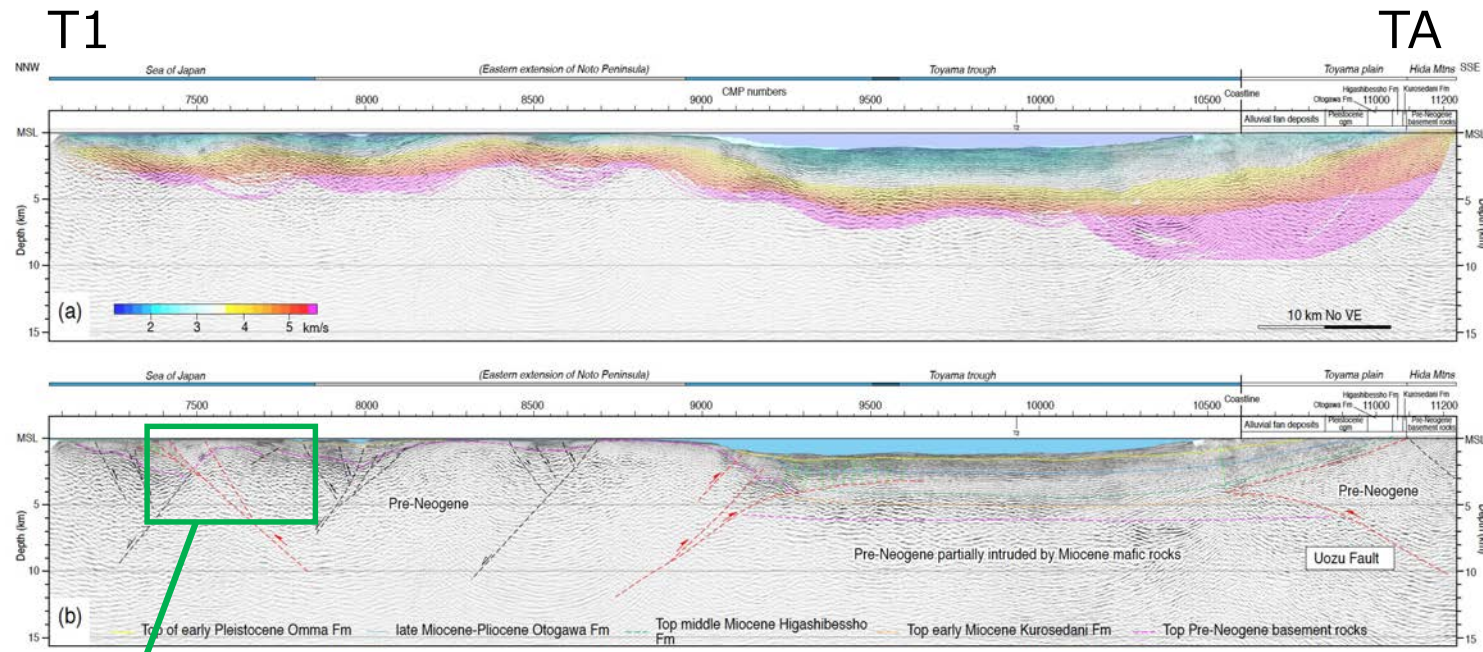 T1 TA
NNW Sea of Japan (Eastern extension of Noto Peninsula) Toyama trough Toyama plain Hida Mtns SSE
CMP numbers
Coastline
Higashibessho Fm Kurosedani Fm
Otogawa Fm
7500 8000 8500 9000 9500 10000 10500 11000 11200
Alluvial fan deposits Pleistocene cgm Pre-Neogene basement rocks
MSL MSL
5 5
10 10
15 15
Depth (km)
(a)
2 3 4 5 km/s
10 km No VE
Sea of Japan (Eastern extension of Noto Peninsula) Toyama trough Toyama plain Hida Mtns
Coastline
Higashibessho Fm Kurosedani Fm
Otogawa Fm
7500 8000 8500 9000 9500 10000 10500 11000 11200
Alluvial fan deposits Pleistocene cgm Pre-Neogene basement rocks
MSL MSL
5 5
10 10
15 15
Depth (km)
Pre-Neogene
Pre-Neogene
Pre-Neogene partially intruded by Miocene mafic rocks
Uozu Fault
(b)
Top of early Pleistocene Omma Fm
late Miocene-Pliocene Otogawa Fm
Top middle Miocene Higashibessho
Fm
Top early Miocene Kurosedani Fm
Top Pre-Neogene basement rocks